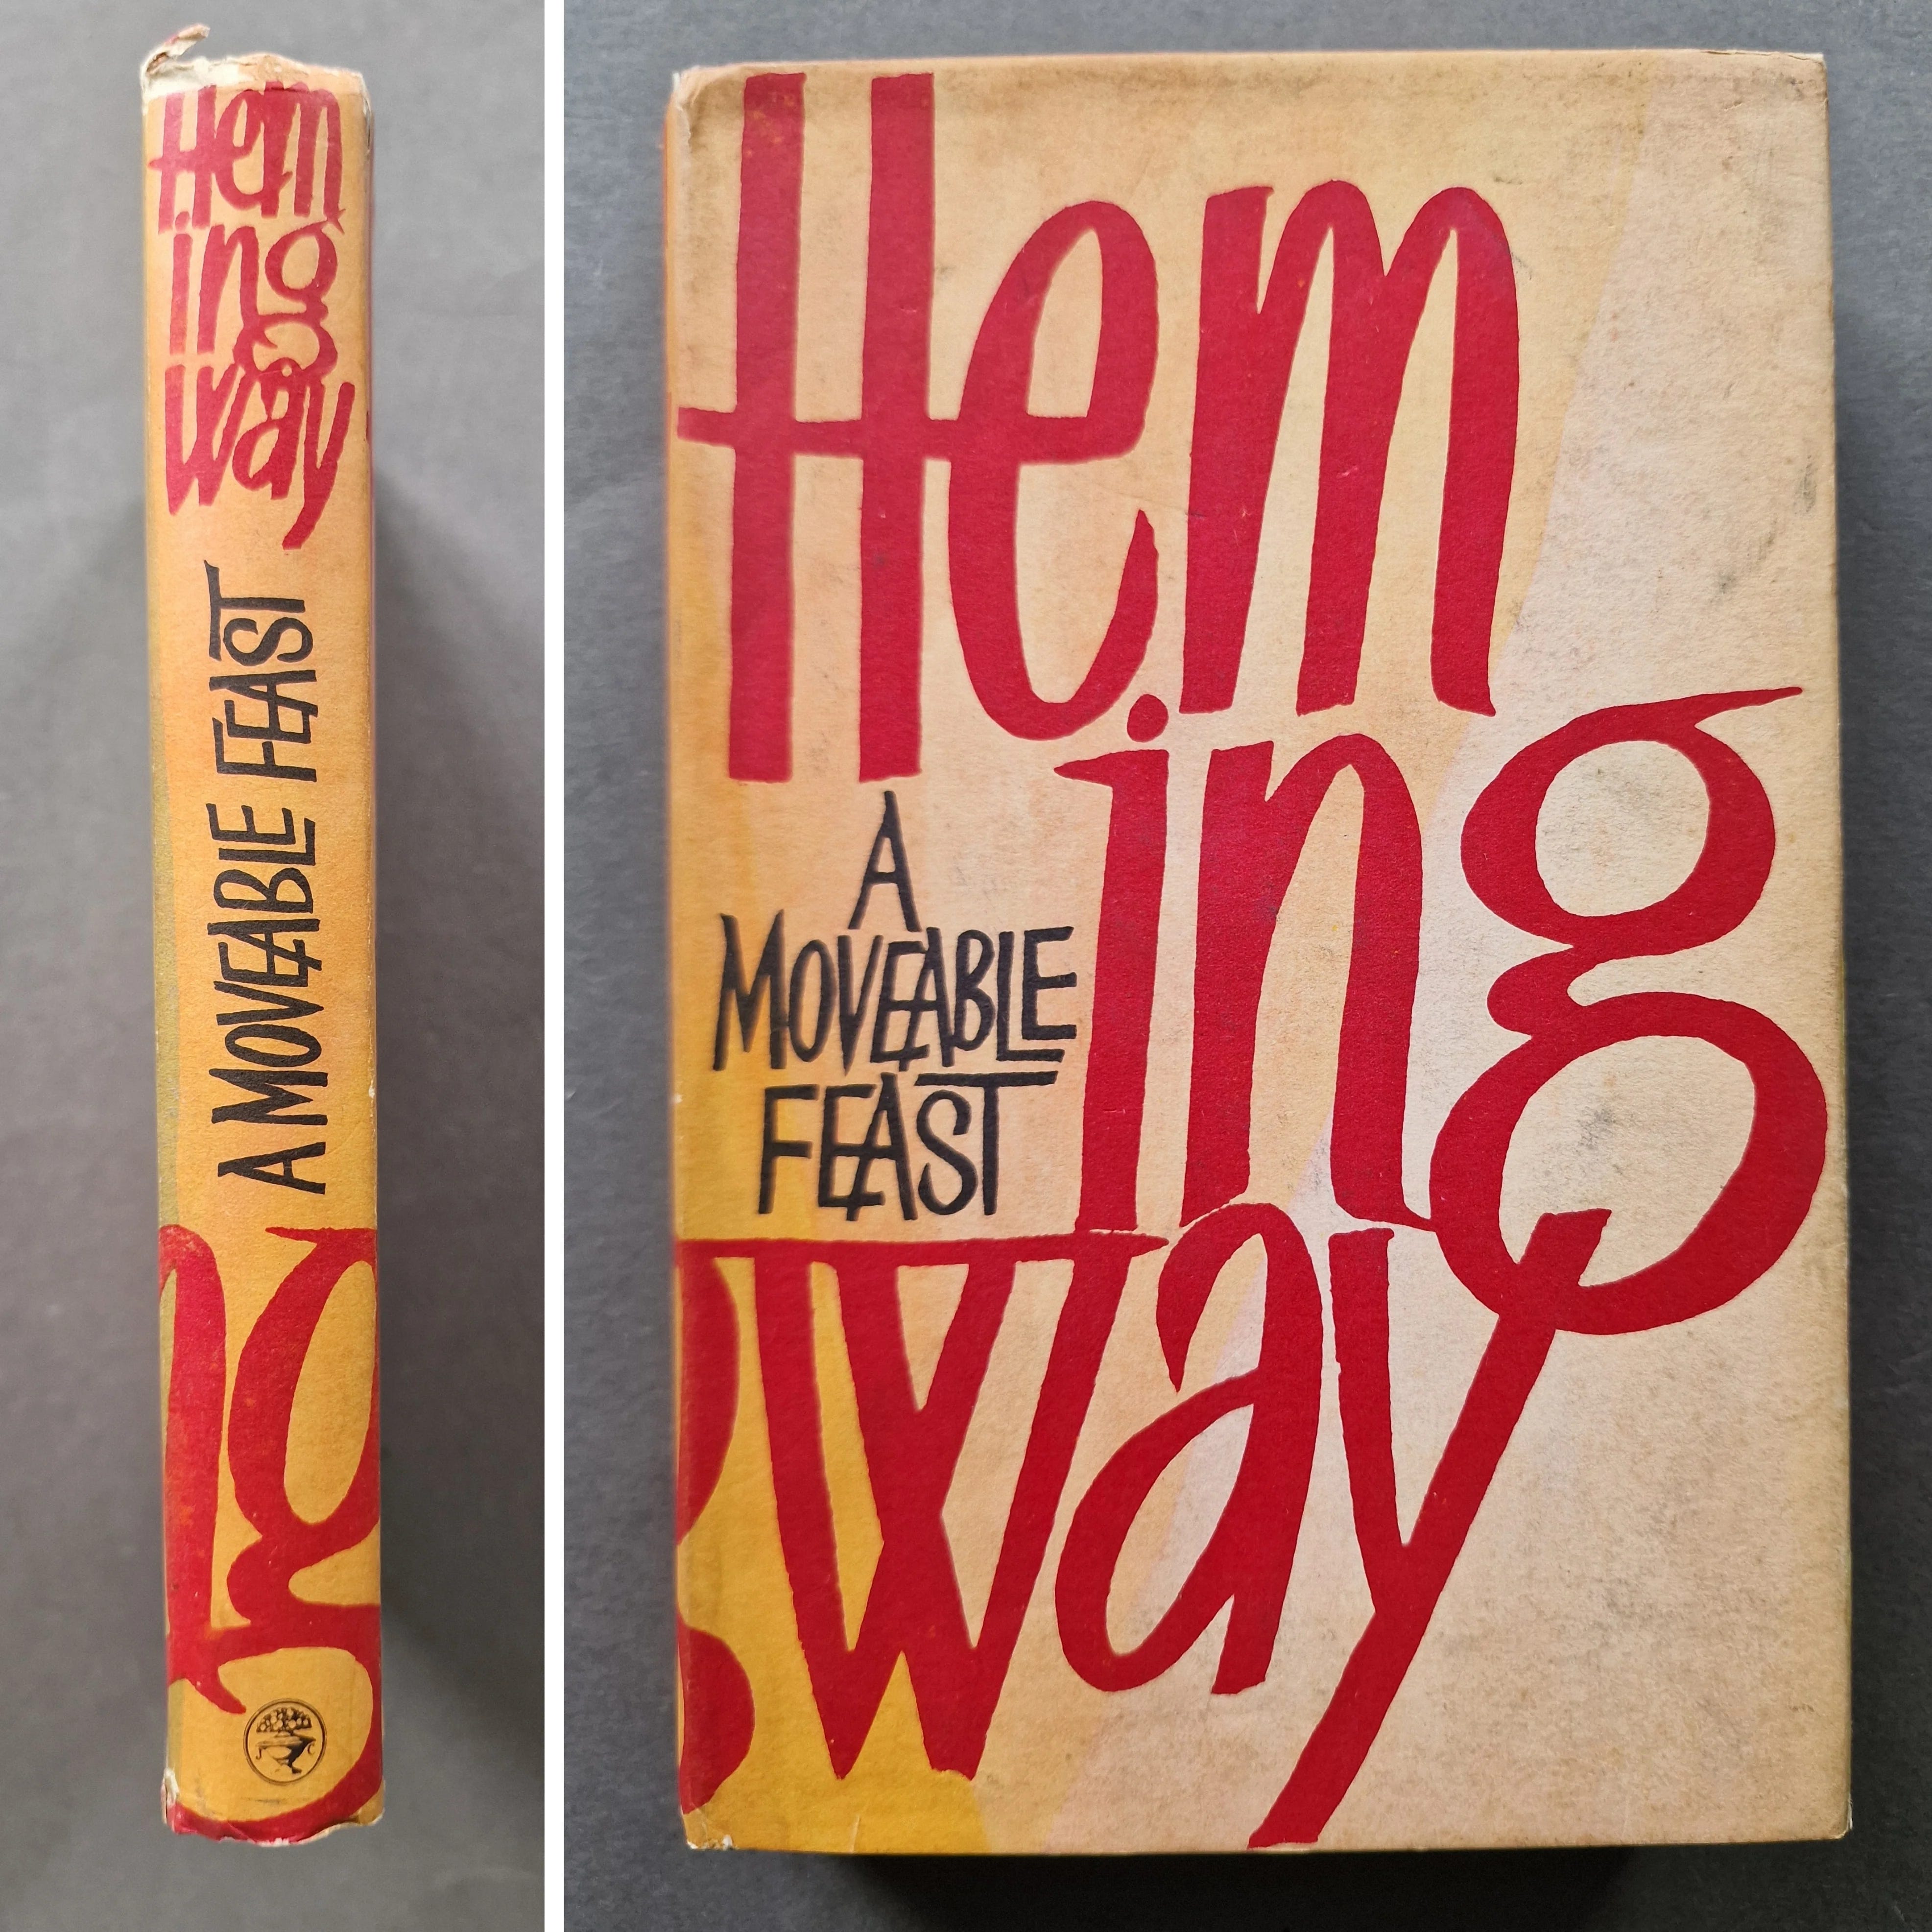 Hem
ing
way
A MOVEABLE FEAST
Hem
ing
A
MOVEABLE
FEAST
way